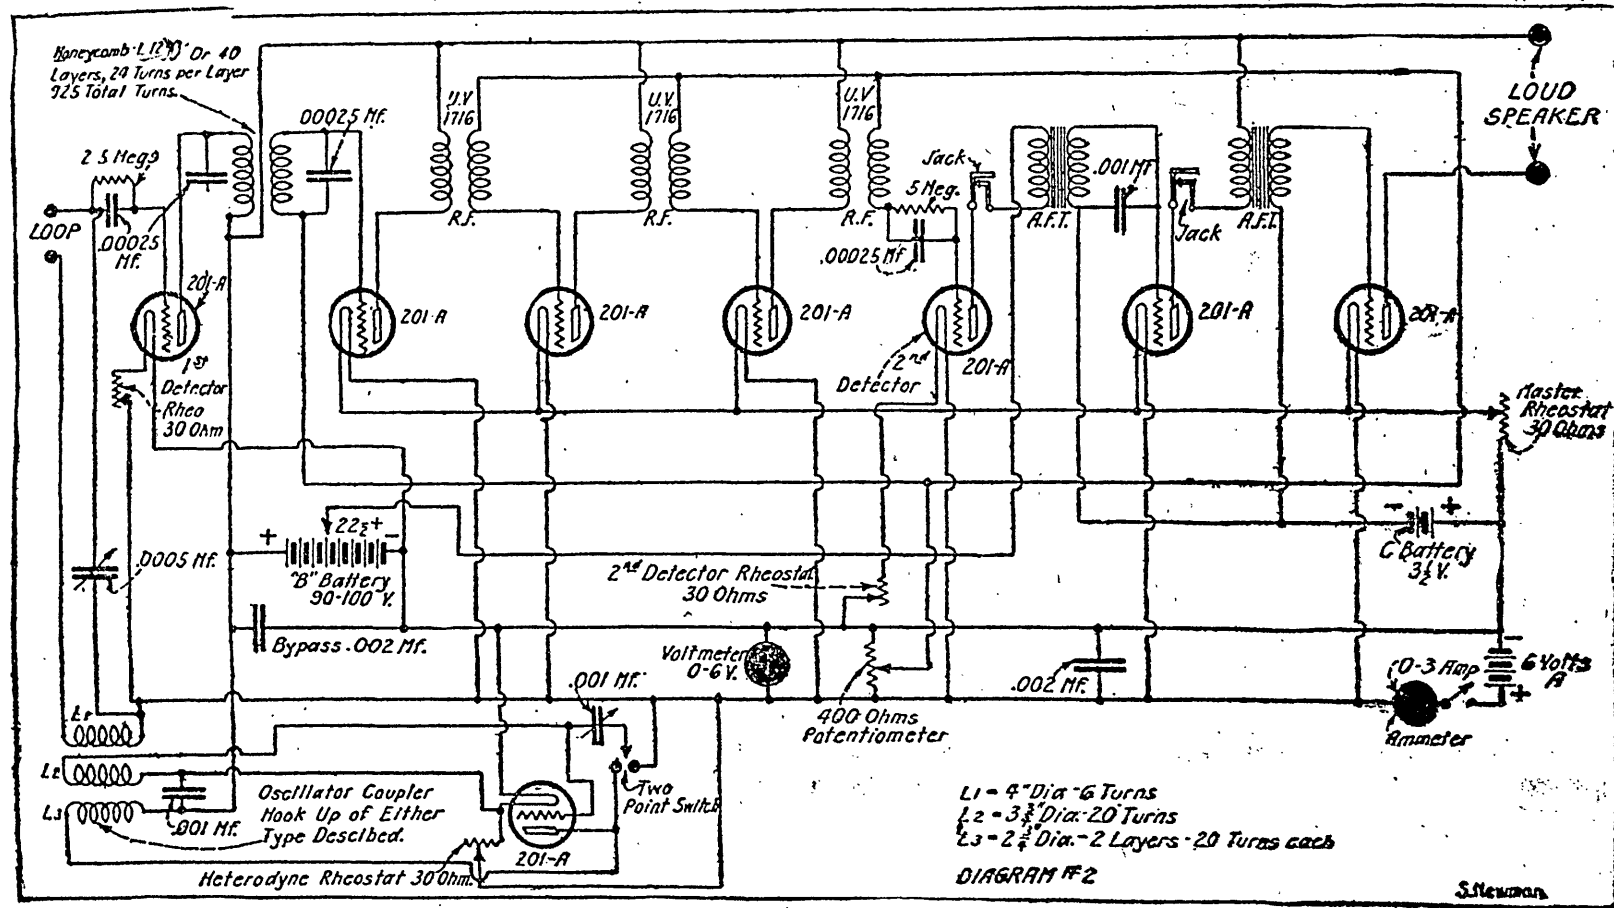 Honeycomb-L 1250 Or 40
Layers, 24 Turns per Layer
925 Total Turns.
.00025 Mf.
U.V
1716
U.V.
1716
U.V
1716
LOUD
SPEAKER
2.5 Megs
Jack
5 Meg.
.001 Mf
LOOP
.00025
Mf.
R.F.
R.F.
R.F.
.00025 Mf
A.F.T.
Jack
A.F.T.
201-A
201-A
201-A
201-A
201-A
201-A
201-A
1st
Detector
Rheo
30 Ohm
2nd
Detector
Master
Rheostat
30 Ohms
+ 22½+ -
"B" Battery
90-100 V.
.0005 Mf.
- +
C Battery
3½ V.
2nd Detector Rheostat
30 Ohms
Bypass .002 Mf.
Voltmeter
0-6 V.
400 Ohms
Potentiometer
.002 Mf.
0-3 Amp
Ammeter
-
6 Volts
A
+
.001 Mf.
L1
L2
L3
.001 Mf.
Oscillator Coupler
Hook Up of Either
Type Descibed.
Two
Point Switch
201-A
Heterodyne Rheostat 30 Ohm.
L1 = 4" Dia - 6 Turns
L2 = 3¾" Dia. - 20 Turns
L3 = 2¾" Dia. - 2 Layers - 20 Turns each
DIAGRAM #2
S. Newman